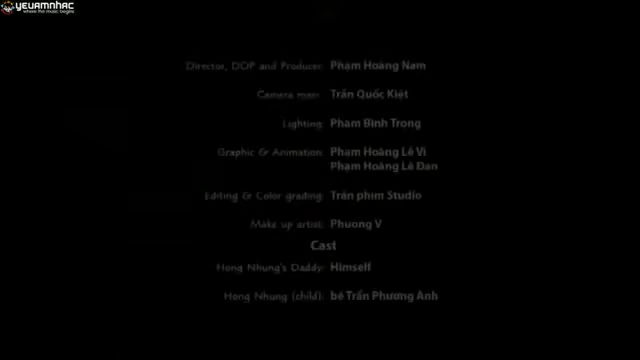 YEUAMNHAC
where the music begins
Director, DOP and Producer: Phạm Hoàng Nam
Camera man: Trần Quốc Kiệt
Lighting: Phạm Bình Trọng
Graphic & Animation: Phạm Hoàng Lê Vi
Phạm Hoàng Lê Đan
Editing & Color grading: Trần phim Studio
Make up artist: Phuong V
Cast
Hong Nhung's Daddy: Himself
Hong Nhung (child): bé Trần Phương Anh